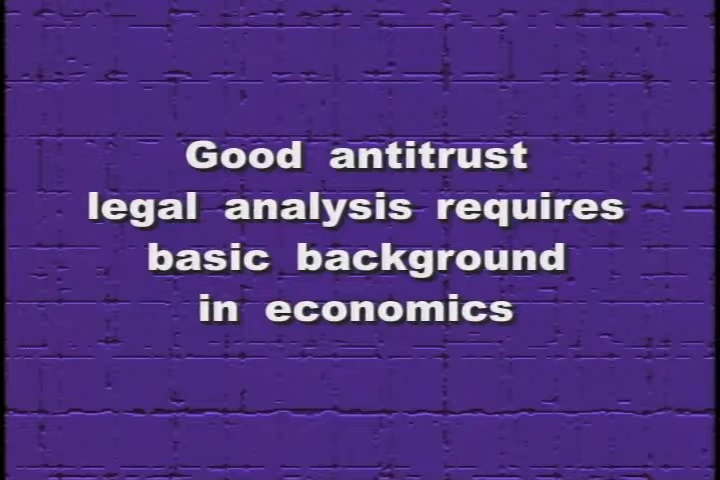 Good antitrust
legal analysis requires
basic background
in economics